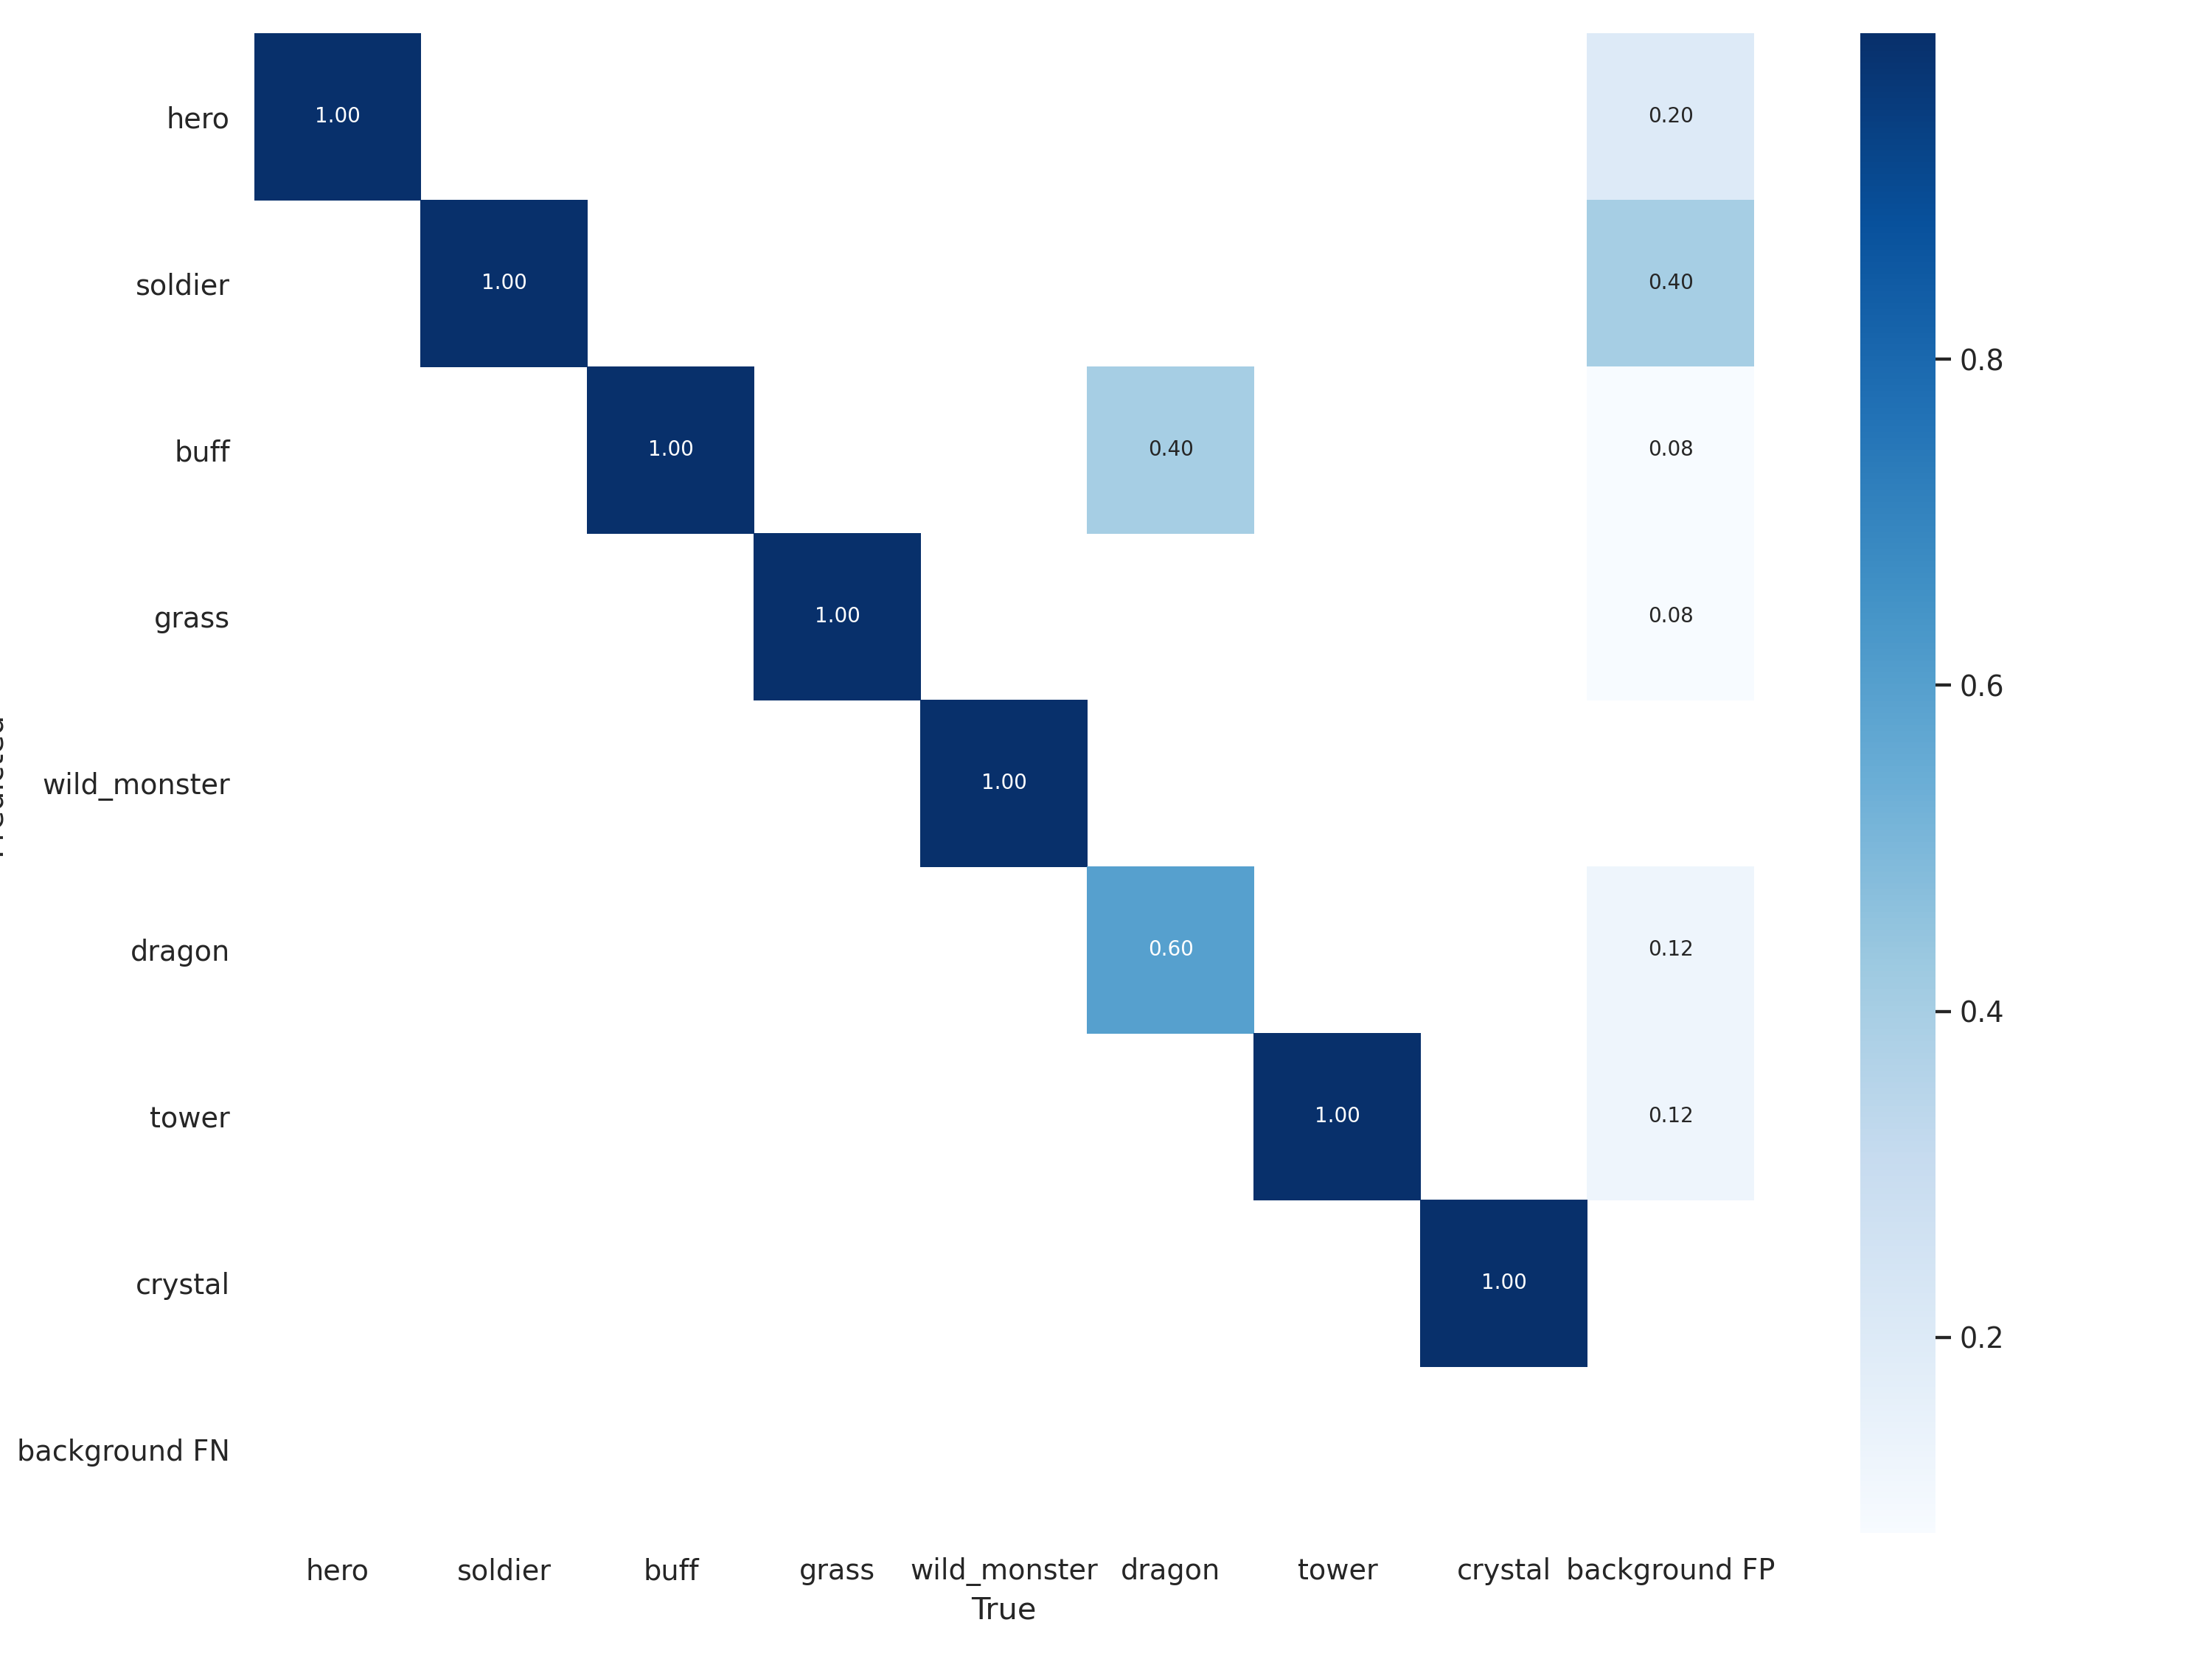 hero 1.00 0.20
soldier 1.00 0.40 0.8
buff 1.00 0.40 0.08
grass 1.00 0.08 0.6
wild_monster 1.00
dragon 0.60 0.12 0.4
tower 1.00 0.12
crystal 1.00 0.2
background FN
hero soldier buff grass wild_monster dragon tower crystal background FP
True